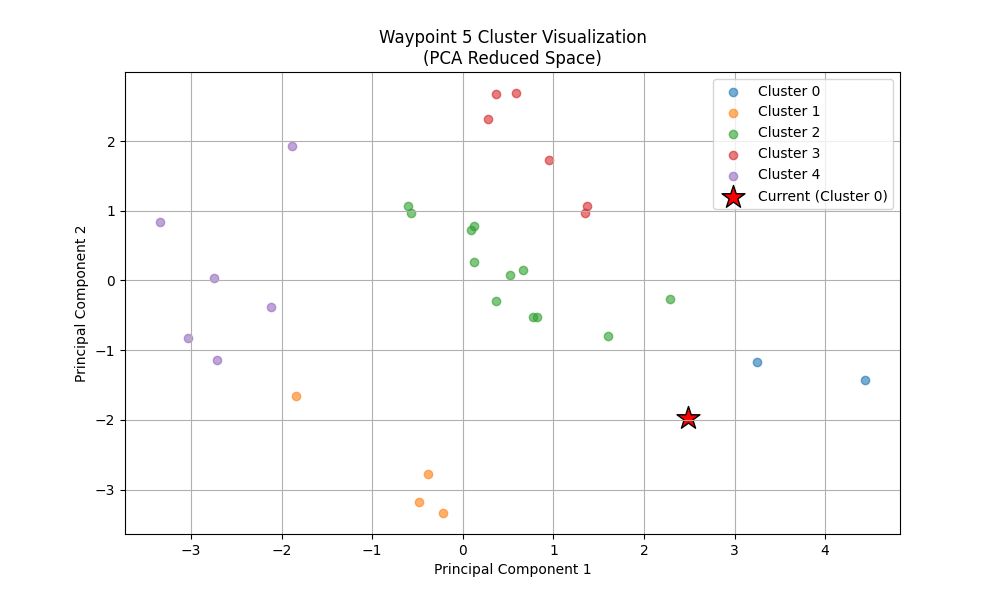 Waypoint 5 Cluster Visualization
(PCA Reduced Space)
Cluster 0
Cluster 1
Cluster 2
Cluster 3
Cluster 4
Current (Cluster 0)
Principal Component 2
2
1
0
−1
−2
−3
−3
−2
−1
0
1
2
3
4
Principal Component 1